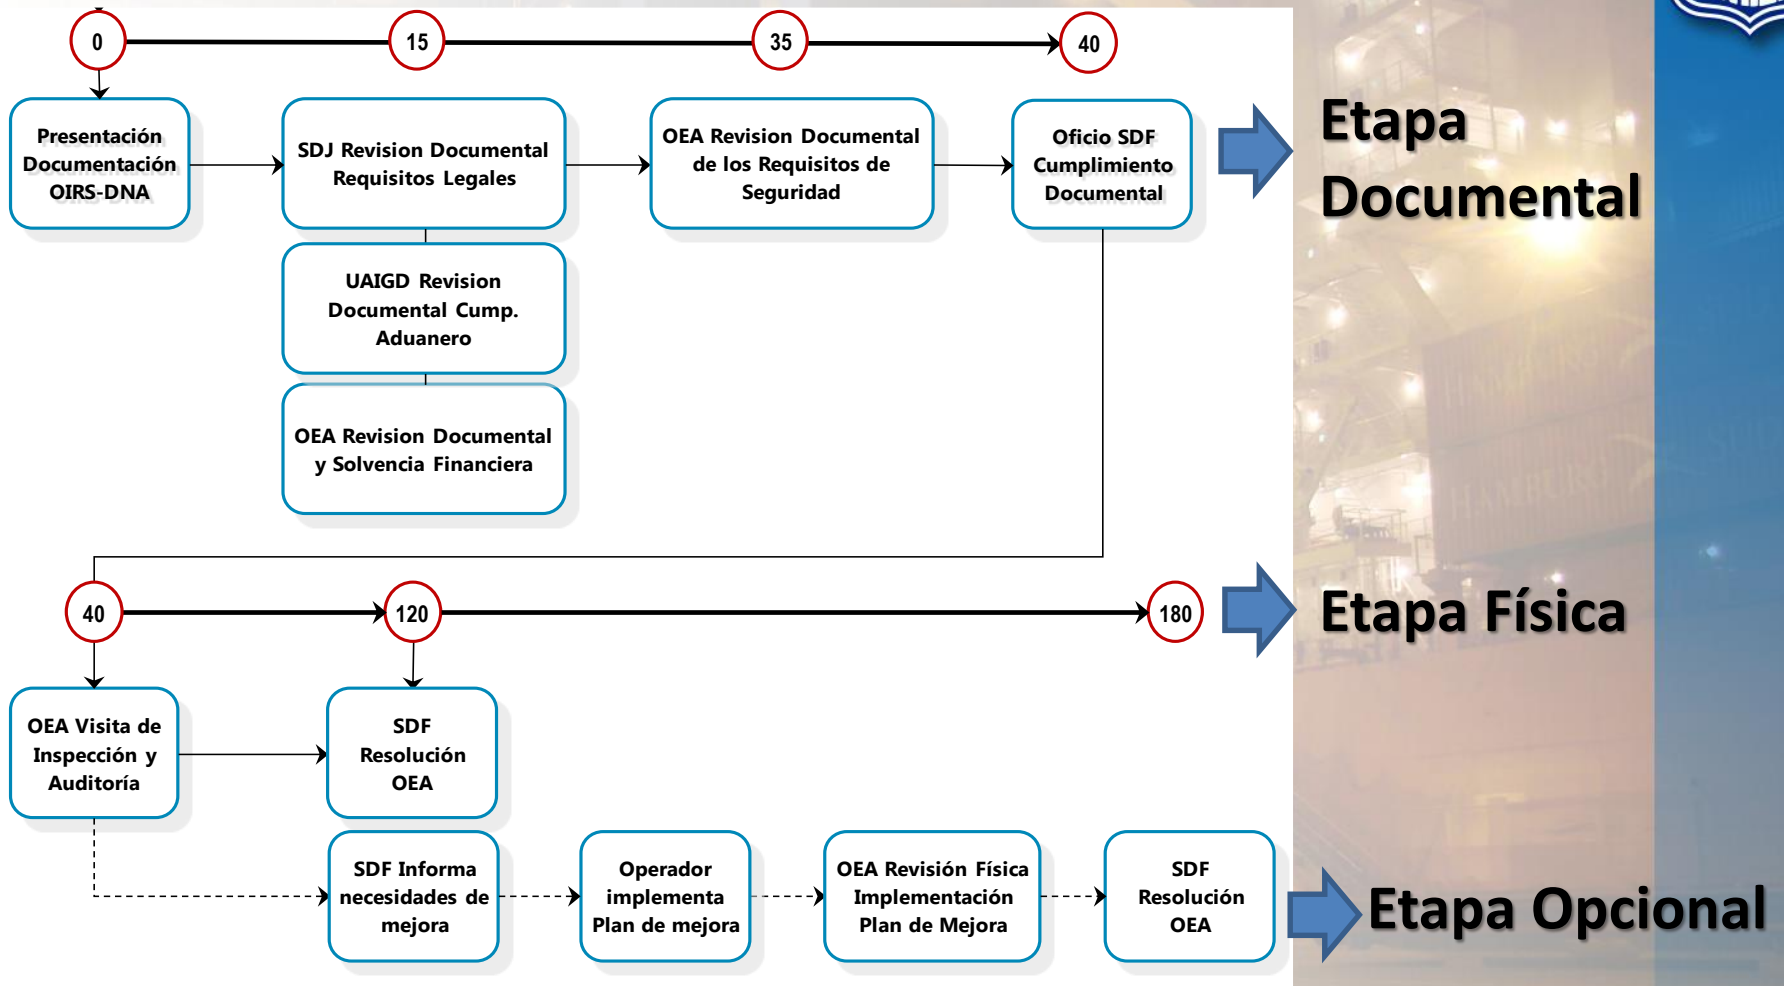 0
15
35
40
Presentación
Documentación
OIRS-DNA
SDJ Revision Documental
Requisitos Legales
OEA Revision Documental
de los Requisitos de
Seguridad
Oficio SDF
Cumplimiento
Documental
Etapa
Documental
UAIGD Revision
Documental Cump.
Aduanero
OEA Revision Documental
y Solvencia Financiera
40
120
180
Etapa Física
OEA Visita de
Inspección y
Auditoría
SDF
Resolución
OEA
SDF Informa
necesidades de
mejora
Operador
implementa
Plan de mejora
OEA Revisión Física
Implementación
Plan de Mejora
SDF
Resolución
OEA
Etapa Opcional
HAMBURG